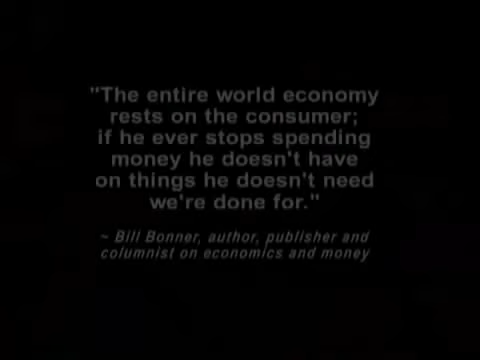 "The entire world economy
rests on the consumer;
if he ever stops spending
money he doesn't have
on things he doesn't need
we're done for."
~ Bill Bonner, author, publisher and
columnist on economics and money